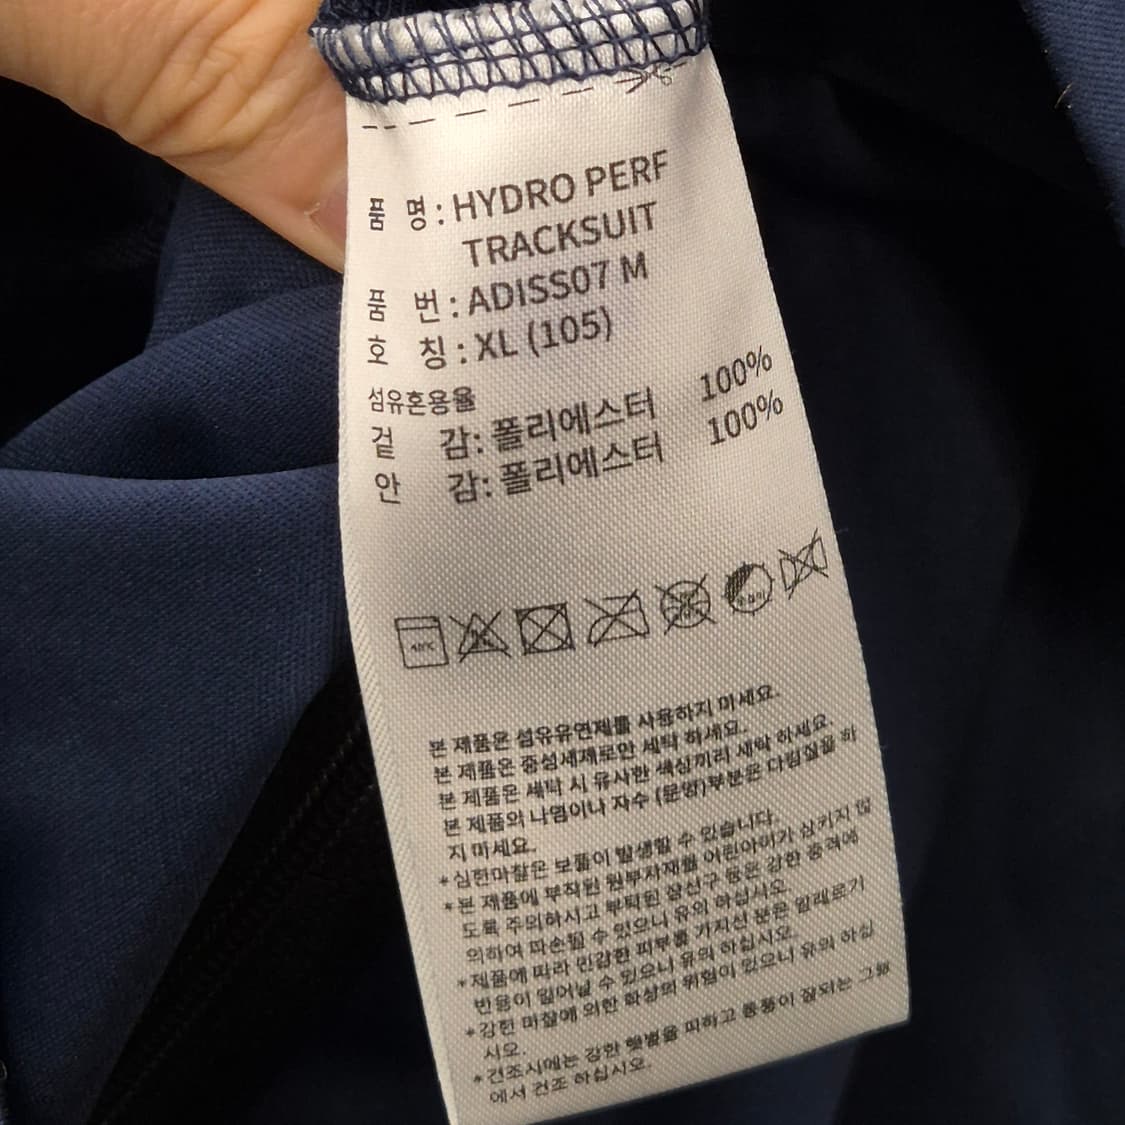 품 명 : HYDRO PERF
TRACKSUIT
품 번 : ADISS07 M
호 칭 : XL (105)
섬유혼용율
겉 감: 폴리에스터 100%
안 감: 폴리에스터 100%
본 제품은 섬유유연제를 사용하지 마세요.
본 제품은 중성세제로만 세탁 하세요.
본 제품은 세탁 시 유사한 색상끼리 세탁 하세요.
본 제품의 나염이나 자수 (문양)부분은 다림질을 하
지 마세요.
*심한마찰은 보풀이 발생할 수 있습니다.
*본 제품에 부착된 원부자재를 어린아이가 삼키지 않
도록 주의하시고 부탁된 장신구 등은 강한 충격에
의하여 파손될 수 있으니 유의 하십시오.
*제품에 따라 민감한 피부를 가지신 분은 알레르기
반응이 일어날 수 있으니 유의 하십시오.
*강한 마찰에 의한 화상의 위험이 있으니 유의 하십
시오.
*건조시에는 강한 햇볕을 피하고 통풍이 잘되는 그늘
에서 건조 하십시오.